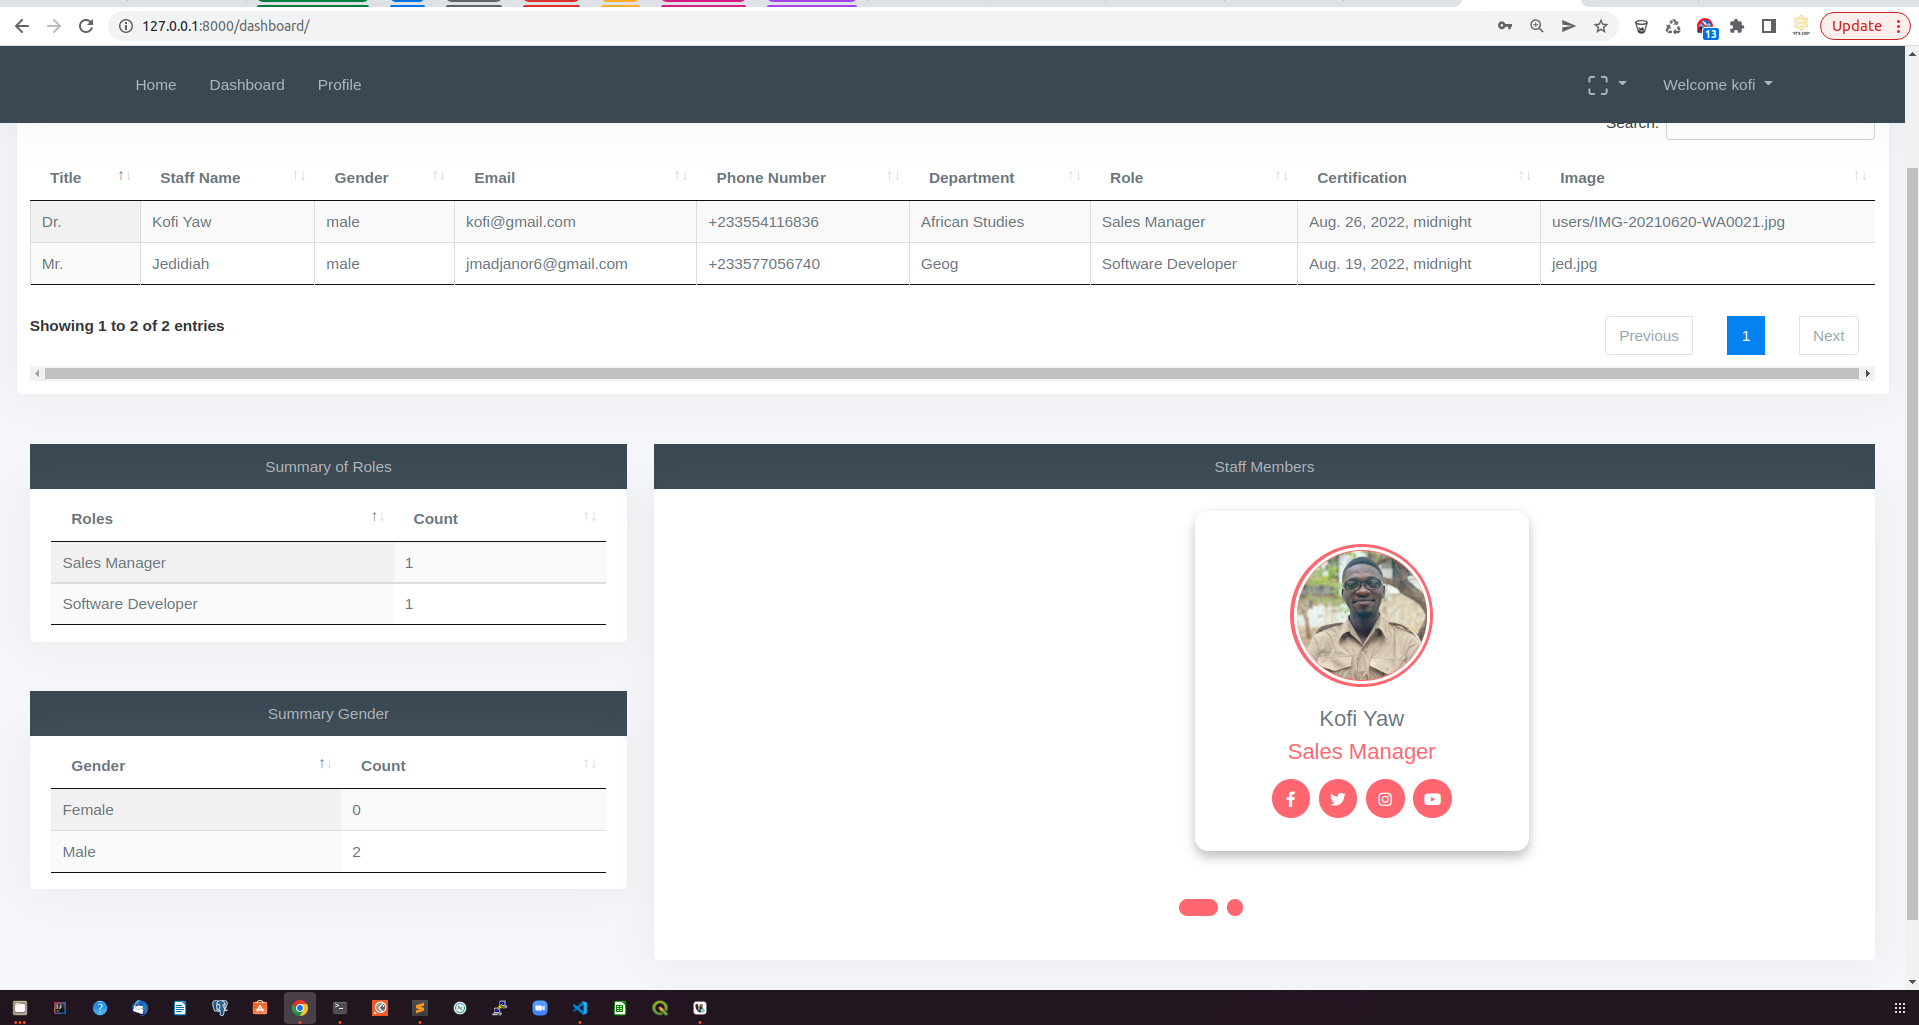 127.0.0.1:8000/dashboard/
13
Update
Home Dashboard Profile Welcome kofi
Search:
Title Staff Name Gender Email Phone Number Department Role Certification Image
Dr. Kofi Yaw male kofi@gmail.com +233554116836 African Studies Sales Manager Aug. 26, 2022, midnight users/IMG-20210620-WA0021.jpg
Mr. Jedidiah male jmadjanor6@gmail.com +233577056740 Geog Software Developer Aug. 19, 2022, midnight jed.jpg
Showing 1 to 2 of 2 entries
Previous 1 Next
Summary of Roles
Roles Count
Sales Manager 1
Software Developer 1
Summary Gender
Gender Count
Female 0
Male 2
Staff Members
Kofi Yaw
Sales Manager